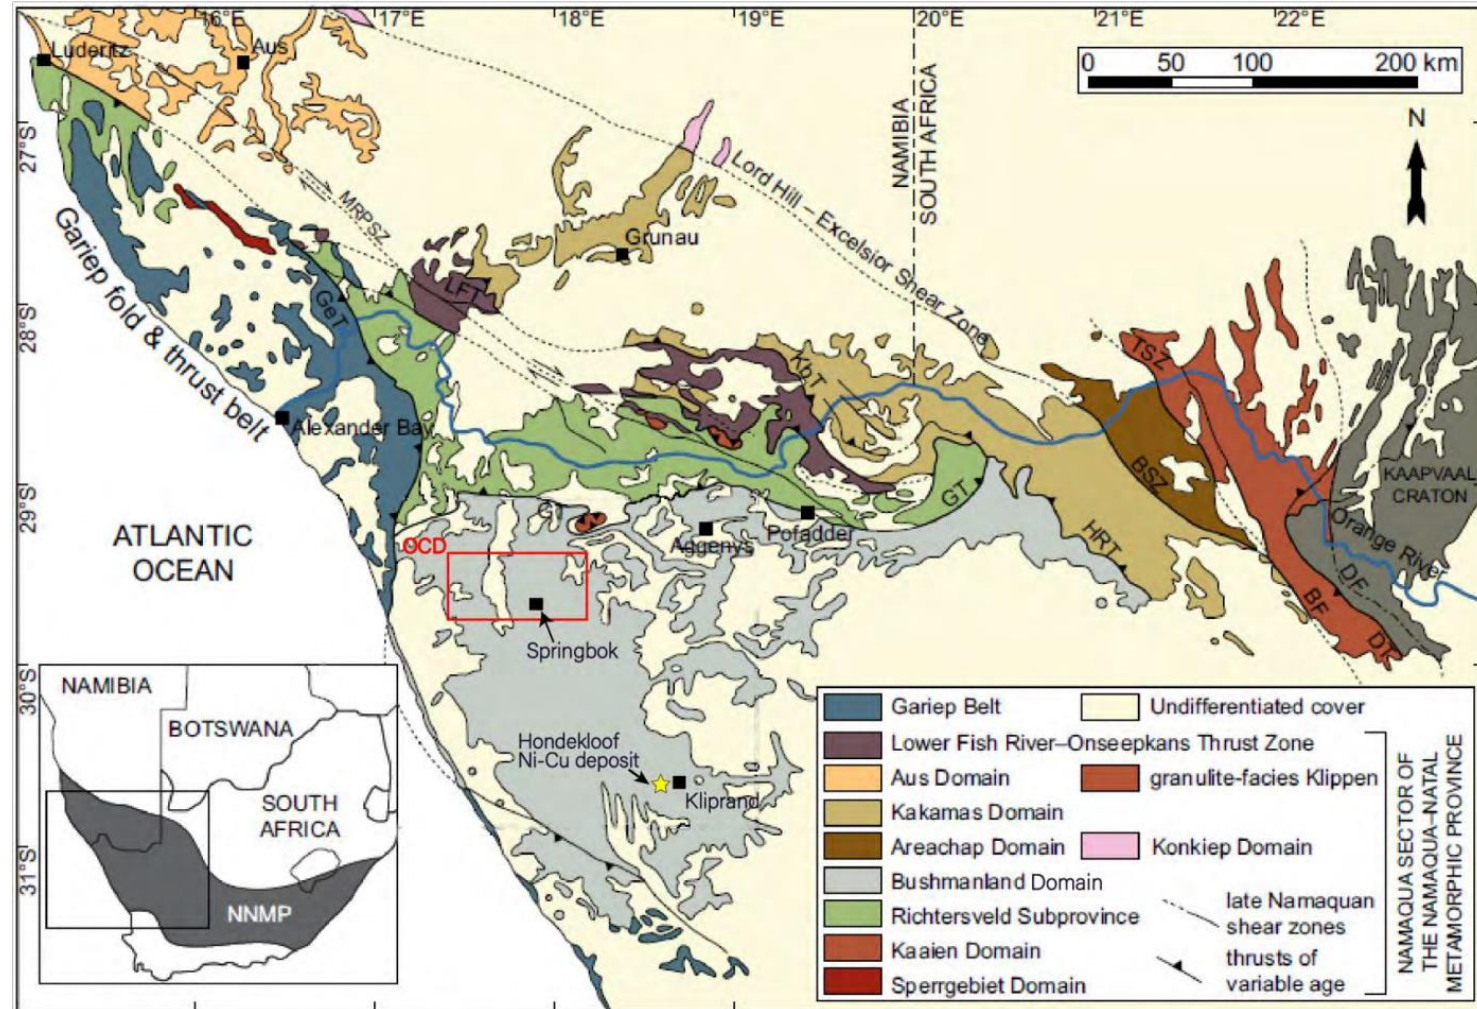 16°E
17°E
18°E
19°E
20°E
21°E
22°E
27°S
28°S
29°S
30°S
31°S
Luderitz
Aus
0 50 100 200 km
N
NAMIBIA
SOUTH AFRICA
Lord Hill – Excelsior Shear Zone
MRPSZ
Grunau
Gariep fold & thrust belt
GeT
LFT
KbT
TSZ
Alexander Bay
BSZ
KAAPVAAL
CRATON
GT
GT
HRT
Orange River
DF
BF
DT
Pofadder
Aggenys
OCD
ATLANTIC
OCEAN
Springbok
Hondekloof
Ni-Cu deposit
Kliprand
NAMIBIA
BOTSWANA
SOUTH
AFRICA
NNMP
Gariep Belt
Undifferentiated cover
Lower Fish River–Onseepkans Thrust Zone
Aus Domain
granulite-facies Klippen
Kakamas Domain
Areachap Domain
Konkiep Domain
Bushmanland Domain
Richtersveld Subprovince
late Namaquan
shear zones
Kaaien Domain
thrusts of
variable age
Sperrgebiet Domain
NAMAQUA SECTOR OF
THE NAMAQUA–NATAL
METAMORPHIC PROVINCE